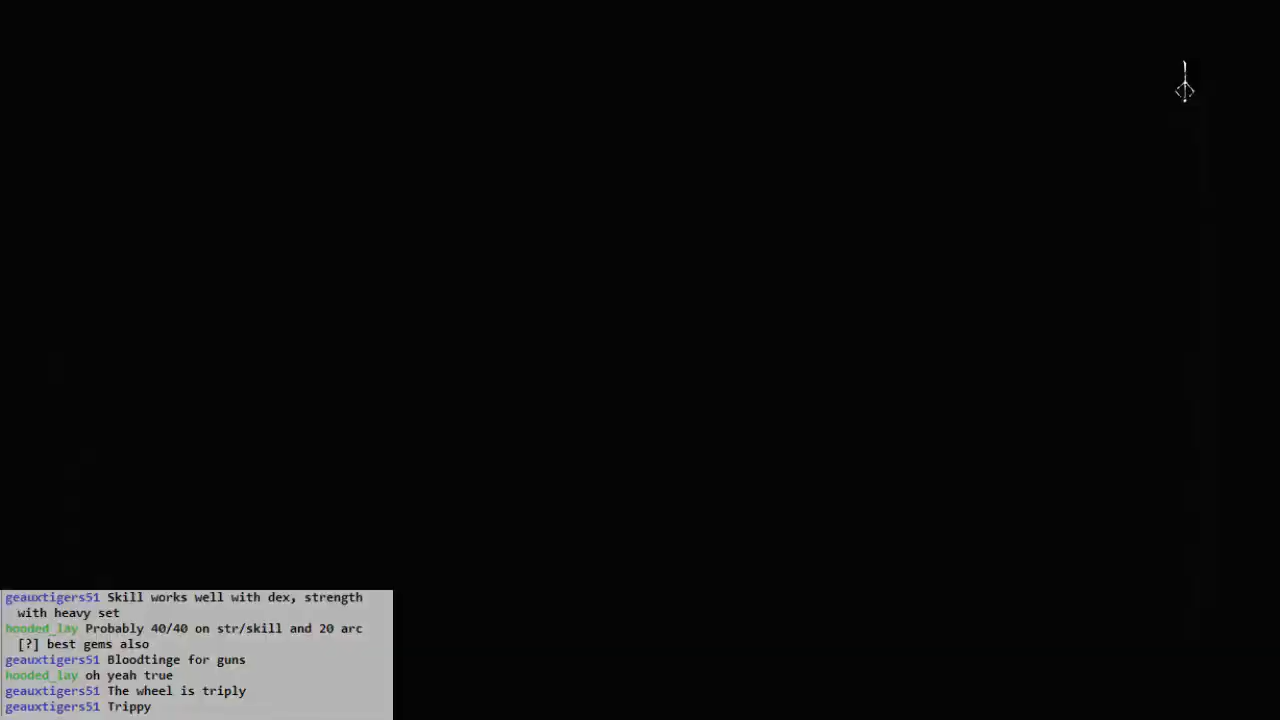 geauxtigers51 Skill works well with dex, strength
with heavy set
hooded_lay Probably 40/40 on str/skill and 20 arc
[?] best gems also
geauxtigers51 Bloodtinge for guns
hooded_lay oh yeah true
geauxtigers51 The wheel is triply
geauxtigers51 Trippy